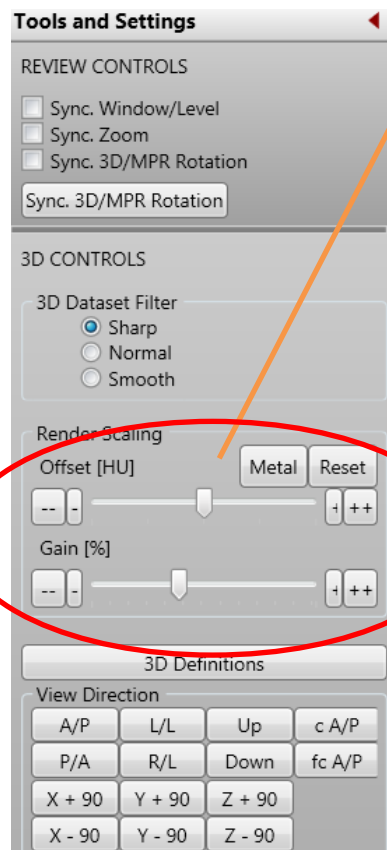 Tools and Settings
REVIEW CONTROLS
Sync. Window/Level
Sync. Zoom
Sync. 3D/MPR Rotation
Sync. 3D/MPR Rotation
3D CONTROLS
3D Dataset Filter
Sharp
Normal
Smooth
Render Scaling
Offset [HU] Metal Reset
-- - + ++
Gain [%]
-- - + ++
3D Definitions
View Direction
A/P L/L Up c A/P
P/A R/L Down fc A/P
X + 90 Y + 90 Z + 90
X - 90 Y - 90 Z - 90